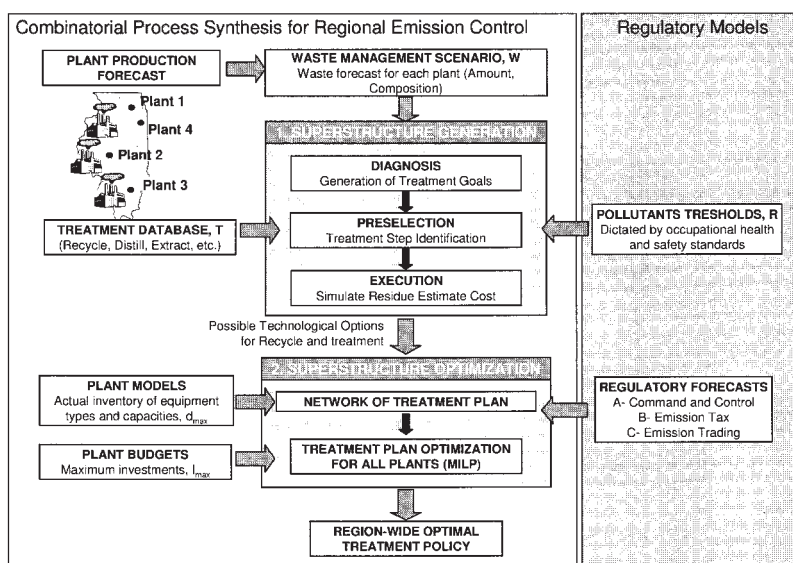 Combinatorial Process Synthesis for Regional Emission Control
Regulatory Models
PLANT PRODUCTION
FORECAST
WASTE MANAGEMENT SCENARIO, W
Waste forecast for each plant (Amount,
Composition)
Plant 1
Plant 4
Plant 2
Plant 3
1. SUPERSTRUCTURE GENERATION
DIAGNOSIS
Generation of Treatment Goals
PRESELECTION
Treatment Step Identification
EXECUTION
Simulate Residue Estimate Cost
TREATMENT DATABASE, T
(Recycle, Distill, Extract, etc.)
POLLUTANTS TRESHOLDS, R
Dictated by occupational health
and safety standards
Possible Technological Options
for Recycle and treatment
2. SUPERSTRUCTURE OPTIMIZATION
PLANT MODELS
Actual inventory of equipment
types and capacities, dmax
NETWORK OF TREATMENT PLAN
REGULATORY FORECASTS
A- Command and Control
B- Emission Tax
C- Emission Trading
PLANT BUDGETS
Maximum investments, Imax
TREATMENT PLAN OPTIMIZATION
FOR ALL PLANTS (MILP)
REGION-WIDE OPTIMAL
TREATMENT POLICY